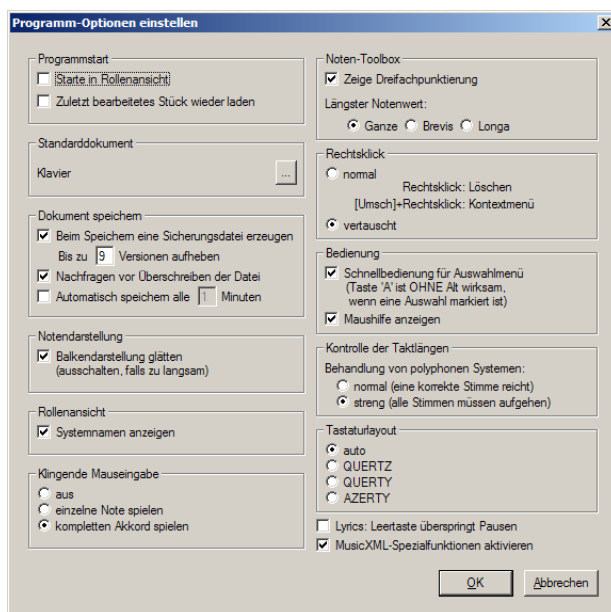 Programm-Optionen einstellen
Programmstart
Starte in Rollenansicht
Zuletzt bearbeitetes Stück wieder laden
Standarddokument
Klavier
...
Dokument speichern
Beim Speichern eine Sicherungsdatei erzeugen
Bis zu 9 Versionen aufheben
Nachfragen vor Überschreiben der Datei
Automatisch speichern alle 1 Minuten
Notendarstellung
Balkendarstellung glätten
(ausschalten, falls zu langsam)
Rollenansicht
Systemnamen anzeigen
Klingende Mauseingabe
aus
einzelne Note spielen
kompletten Akkord spielen
Noten-Toolbox
Zeige Dreifachpunktierung
Längster Notenwert:
Ganze Brevis Longa
Rechtsklick
normal
Rechtsklick: Löschen
[Umsch]+Rechtsklick: Kontextmenü
vertauscht
Bedienung
Schnellbedienung für Auswahlmenü
(Taste 'A' ist OHNE Alt wirksam,
wenn eine Auswahl markiert ist)
Maushilfe anzeigen
Kontrolle der Taktlängen
Behandlung von polyphonen Systemen:
normal (eine korrekte Stimme reicht)
streng (alle Stimmen müssen aufgehen)
Tastaturlayout
auto
QUERTZ
QUERTY
AZERTY
Lyrics: Leertaste überspringt Pausen
MusicXML-Spezialfunktionen aktivieren
OK Abbrechen